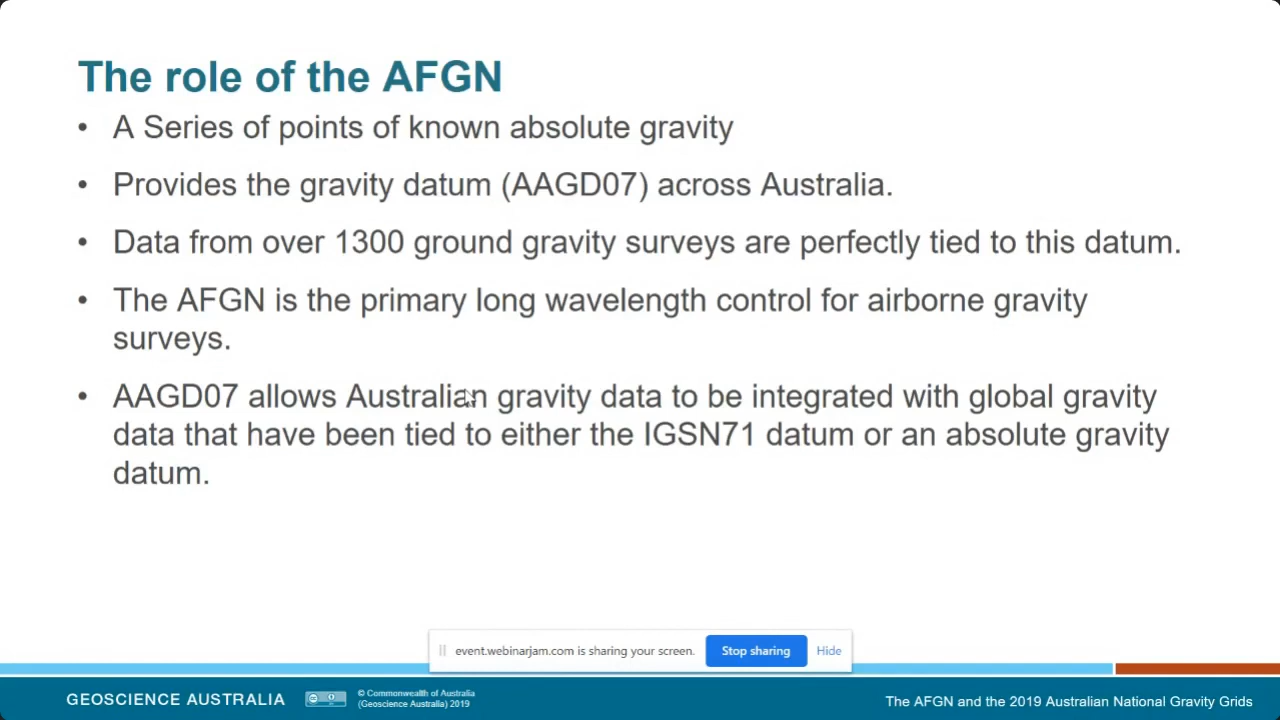 The role of the AFGN
• A Series of points of known absolute gravity
• Provides the gravity datum (AAGD07) across Australia.
• Data from over 1300 ground gravity surveys are perfectly tied to this datum.
• The AFGN is the primary long wavelength control for airborne gravity
surveys.
• AAGD07 allows Australian gravity data to be integrated with global gravity
data that have been tied to either the IGSN71 datum or an absolute gravity
datum.
event.webinarjam.com is sharing your screen. Stop sharing Hide
GEOSCIENCE AUSTRALIA
© Commonwealth of Australia
(Geoscience Australia) 2019
The AFGN and the 2019 Australian National Gravity Grids